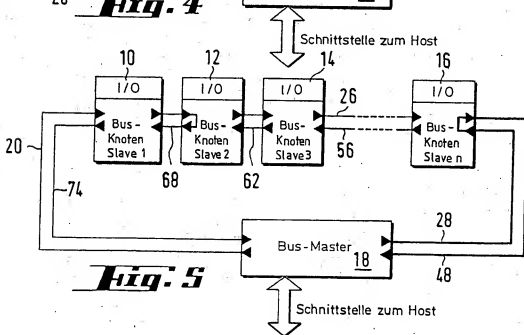 Fig. 4
Schnittstelle zum Host
10
12
14
16
I/O
I/O
I/O
I/O
26
56
20
74
68
62
Bus-
Knoten
Slave 1
Bus-
Knoten
Slave 2
Bus-
Knoten
Slave 3
Bus-
Knoten
Slave n
28
48
Bus-Master
18
Fig. 5
Schnittstelle zum Host